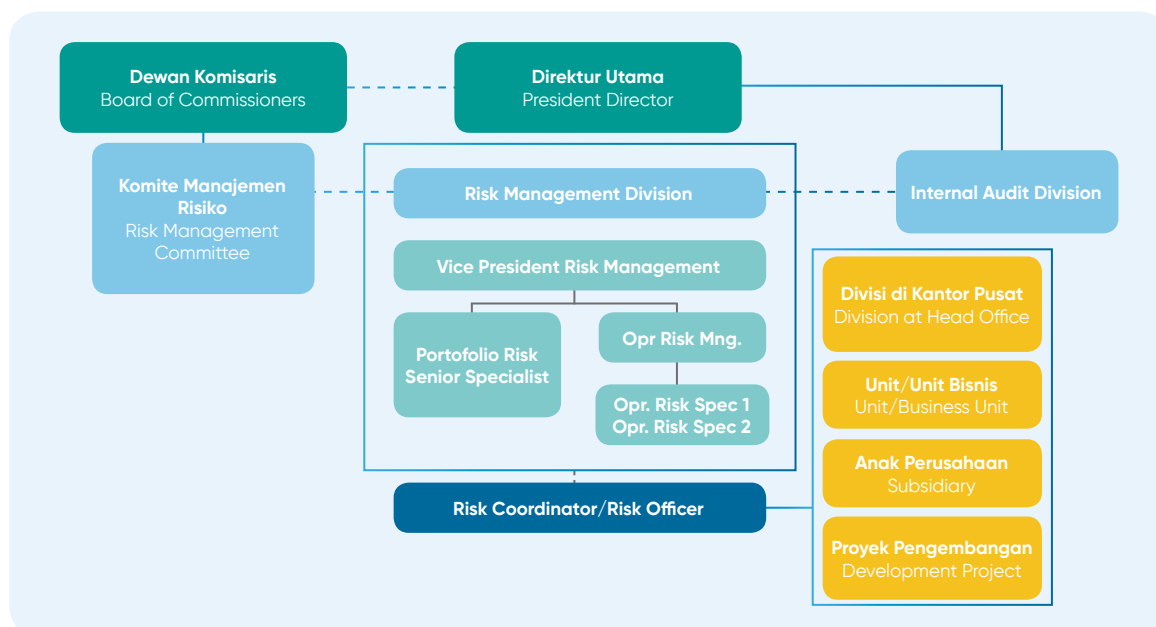 Dewan Komisaris
Board of Commissioners
Direktur Utama
President Director
Komite Manajemen
Risiko
Risk Management
Committee
Risk Management Division
Internal Audit Division
Vice President Risk Management
Portofolio Risk
Senior Specialist
Opr Risk Mng.
Opr. Risk Spec 1
Opr. Risk Spec 2
Risk Coordinator/Risk Officer
Divisi di Kantor Pusat
Division at Head Office
Unit/Unit Bisnis
Unit/Business Unit
Anak Perusahaan
Subsidiary
Proyek Pengembangan
Development Project